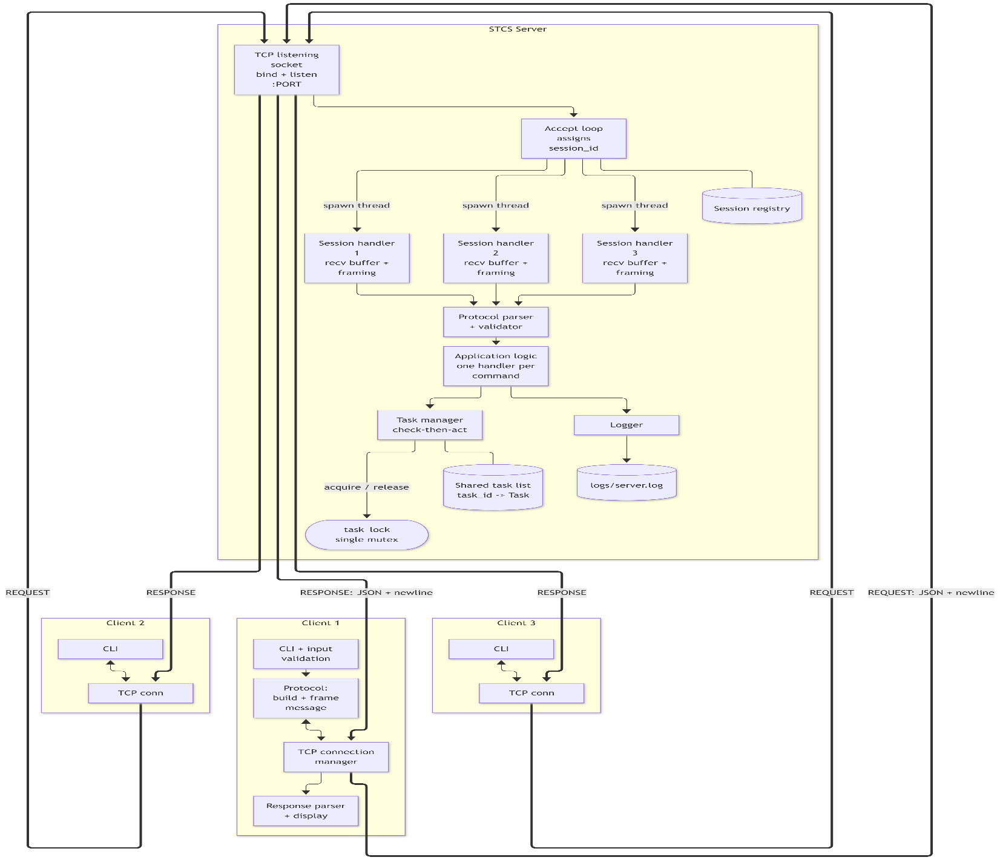 STCS Server
TCP listening
socket
bind + listen
:PORT
Accept loop
assigns
session_id
spawn thread
spawn thread
spawn thread
Session registry
Session handler
1
recv buffer +
framing
Session handler
2
recv buffer +
framing
Session handler
3
recv buffer +
framing
Protocol parser
+ validator
Application logic
one handler per
command
Task manager
check-then-act
Logger
acquire / release
Shared task list
task_id -> Task
logs/server.log
task_lock
single mutex
REQUEST
RESPONSE
RESPONSE: JSON + newline
RESPONSE
REQUEST
REQUEST: JSON + newline
Client 2
CLI
TCP conn
Client 1
CLI + input
validation
Protocol:
build + frame
message
TCP connection
manager
Response parser
+ display
Client 3
CLI
TCP conn